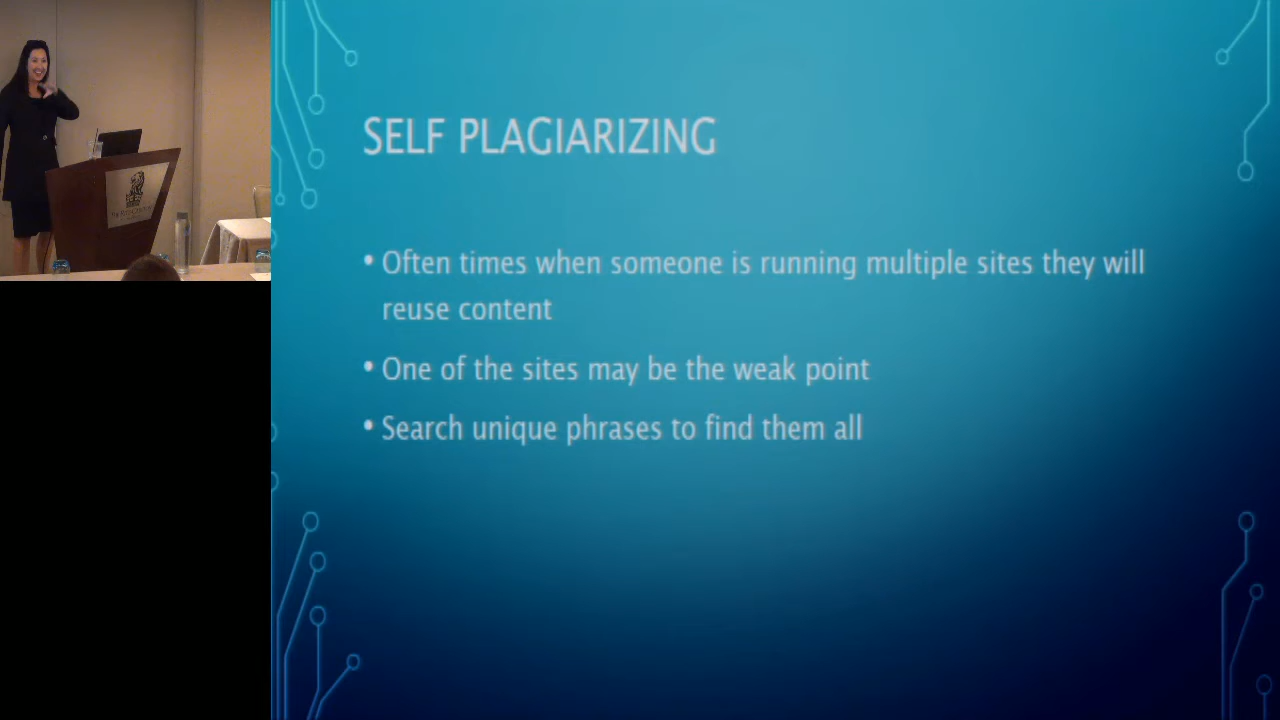 SELF PLAGIARIZING
• Often times when someone is running multiple sites they will
reuse content
• One of the sites may be the weak point
• Search unique phrases to find them all